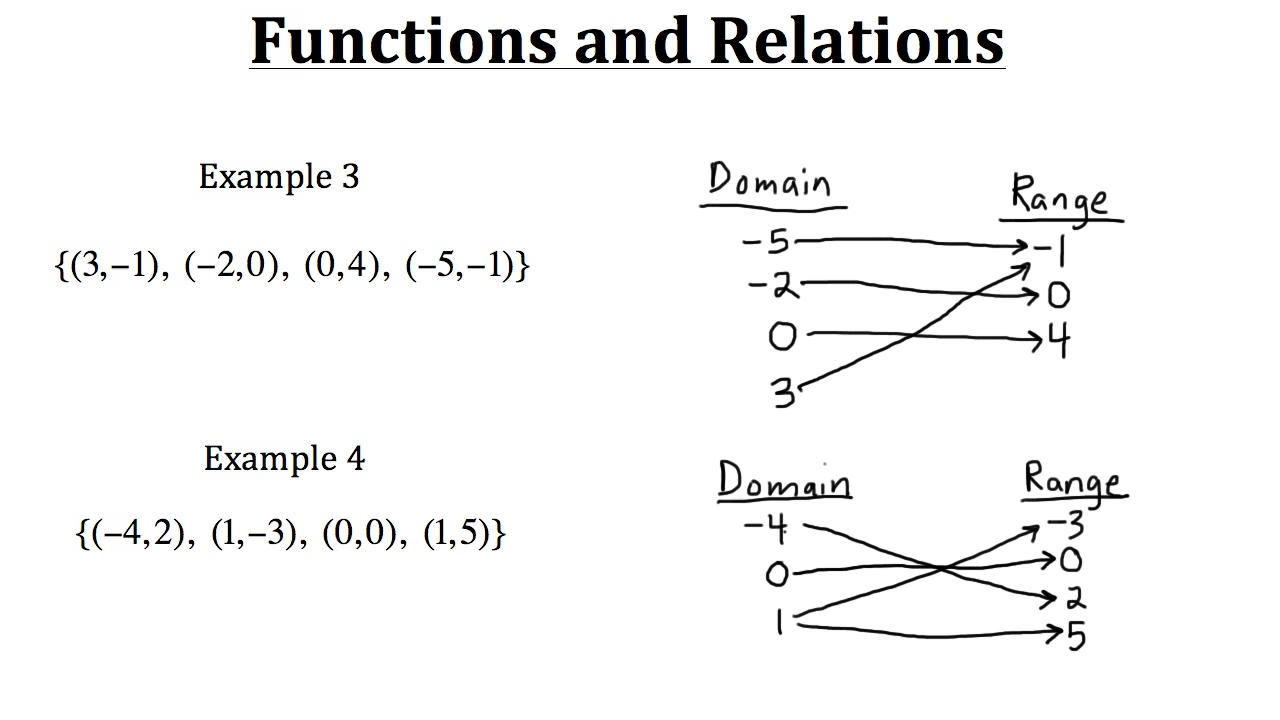 Functions and Relations
Example 3
{(3,−1), (−2,0), (0,4), (−5,−1)}
Domain Range
−5 −1
−2 0
0 4
3
Example 4
{(−4,2), (1,−3), (0,0), (1,5)}
Domain Range
−4 −3
0 0
1 2
5